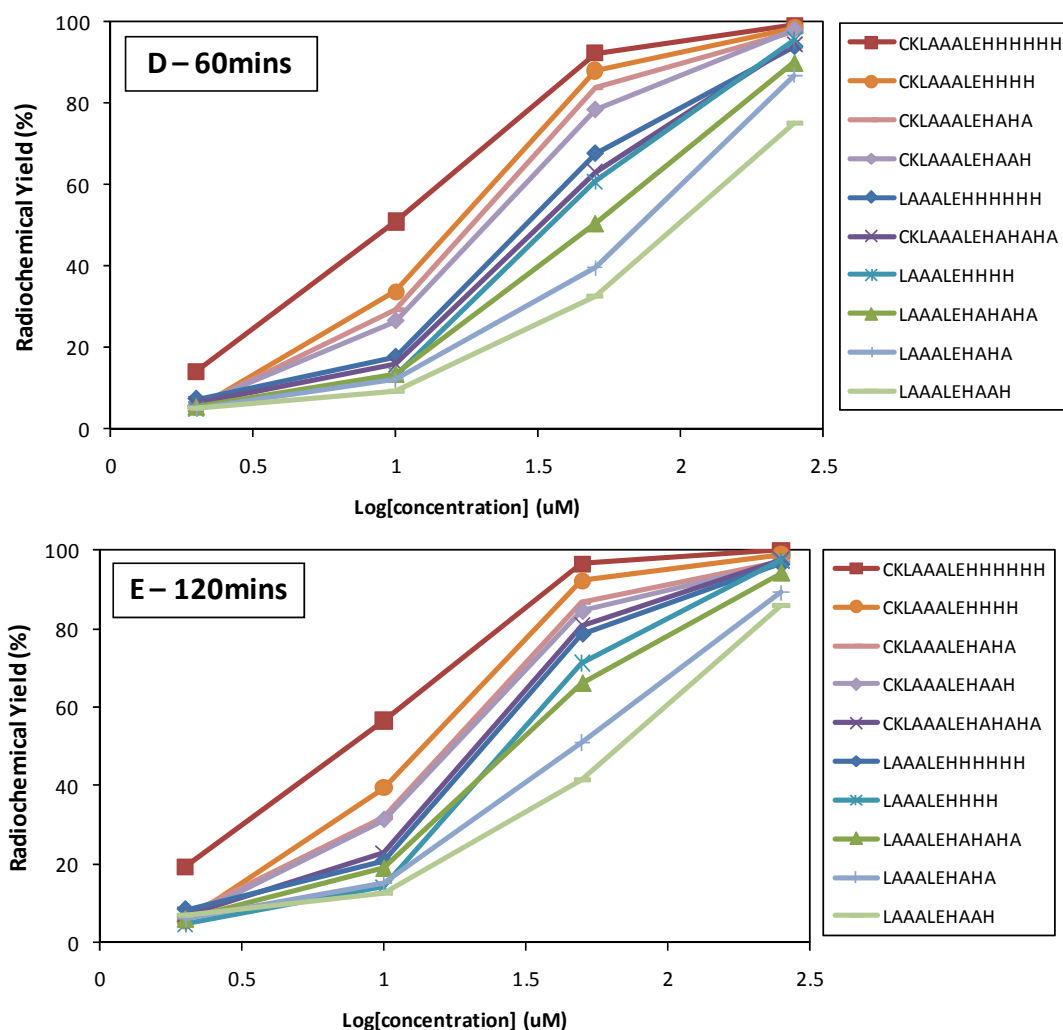 D – 60mins
Radiochemical Yield (%)
100
80
60
40
20
0
0 0.5 1 1.5 2 2.5
Log[concentration] (uM)
CKLAAALEHHHHHH
CKLAAALEHHHH
CKLAAALEHAHA
CKLAAALEHAAH
LAAALEHHHHHH
CKLAAALEHAHAHA
LAAALEHHHH
LAAALEHAHAHA
LAAALEHAHA
LAAALEHAAH
E – 120mins
Radiochemical Yield (%)
100
80
60
40
20
0
0 0.5 1 1.5 2 2.5
Log[concentration] (uM)
CKLAAALEHHHHHH
CKLAAALEHHHH
CKLAAALEHAHA
CKLAAALEHAAH
CKLAAALEHAHAHA
LAAALEHHHHHH
LAAALEHHHH
LAAALEHAHAHA
LAAALEHAHA
LAAALEHAAH